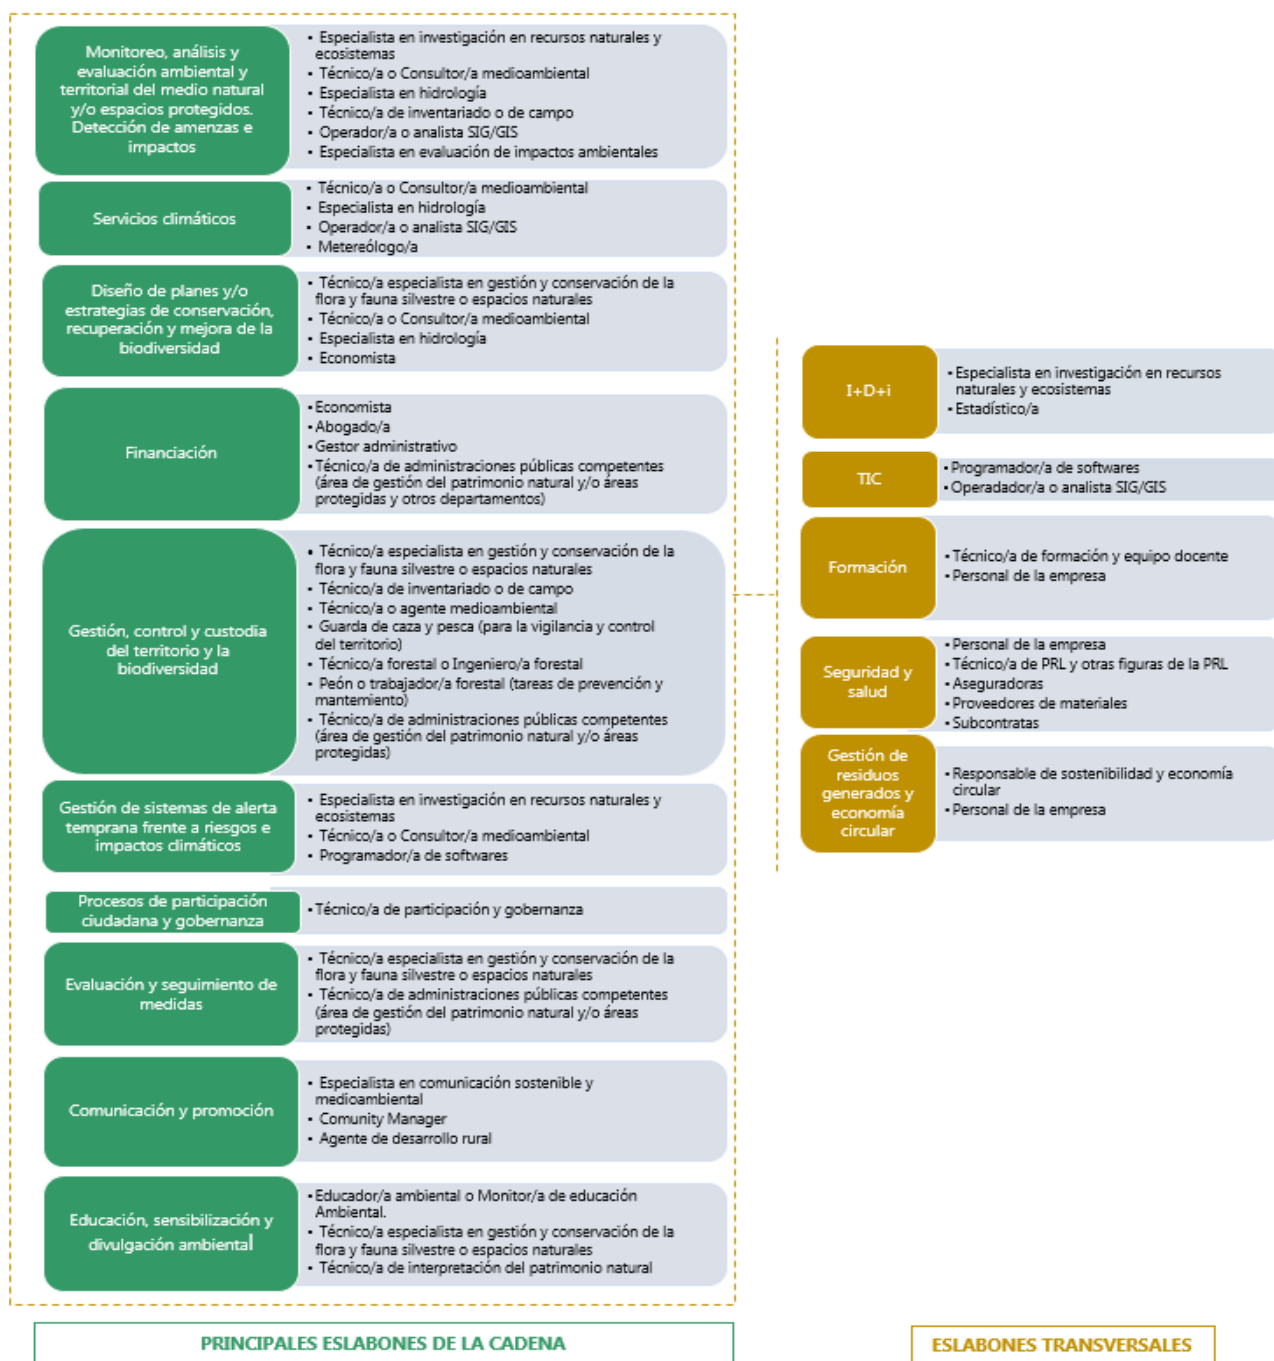 Monitoreo, análisis y
evaluación ambiental y
territorial del medio natural
y/o espacios protegidos.
Detección de amenzas e
impactos
▪ Especialista en investigación en recursos naturales y
ecosistemas
▪ Técnico/a o Consultor/a medioambiental
▪ Especialista en hidrología
▪ Técnico/a de inventariado o de campo
▪ Operador/a o analista SIG/GIS
▪ Especialista en evaluación de impactos ambientales
Servicios climáticos
▪ Técnico/a o Consultor/a medioambiental
▪ Especialista en hidrología
▪ Operador/a o analista SIG/GIS
▪ Metereólogo/a
Diseño de planes y/o
estrategias de conservación,
recuperación y mejora de la
biodiversidad
▪ Técnico/a especialista en gestión y conservación de la
flora y fauna silvestre o espacios naturales
▪ Técnico/a o Consultor/a medioambiental
▪ Especialista en hidrología
▪ Economista
Financiación
▪ Economista
▪ Abogado/a
▪ Gestor administrativo
▪ Técnico/a de administraciones públicas competentes
(área de gestión del patrimonio natural y/o áreas
protegidas y otros departamentos)
Gestión, control y custodia
del territorio y la
biodiversidad
▪ Técnico/a especialista en gestión y conservación de la
flora y fauna silvestre o espacios naturales
▪ Técnico/a de inventariado o de campo
▪ Técnico/a o agente medioambiental
▪ Guarda de caza y pesca (para la vigilancia y control
del territorio)
▪ Técnico/a forestal o Ingeniero/a forestal
▪ Peón o trabajador/a forestal (tareas de prevención y
mantemiento)
▪ Técnico/a de administraciones públicas competentes
(área de gestión del patrimonio natural y/o áreas
protegidas)
Gestión de sistemas de alerta
temprana frente a riesgos e
impactos climáticos
▪ Especialista en investigación en recursos naturales y
ecosistemas
▪ Técnico/a o Consultor/a medioambiental
▪ Programador/a de softwares
Procesos de participación
ciudadana y gobernanza
▪ Técnico/a de participación y gobernanza
Evaluación y seguimiento de
medidas
▪ Técnico/a especialista en gestión y conservación de la
flora y fauna silvestre o espacios naturales
▪ Técnico/a de administraciones públicas competentes
(área de gestión del patrimonio natural y/o áreas
protegidas)
Comunicación y promoción
▪ Especialista en comunicación sostenible y
medioambiental
▪ Comunity Manager
▪ Agente de desarrollo rural
Educación, sensibilización y
divulgación ambiental
▪ Educador/a ambiental o Monitor/a de educación
Ambiental.
▪ Técnico/a especialista en gestión y conservación de la
flora y fauna silvestre o espacios naturales
▪ Técnico/a de interpretación del patrimonio natural
PRINCIPALES ESLABONES DE LA CADENA
I+D+i
▪ Especialista en investigación en recursos
naturales y ecosistemas
▪ Estadístico/a
TIC
▪ Programador/a de softwares
▪ Operadador/a o analista SIG/GIS
Formación
▪ Técnico/a de formación y equipo docente
▪ Personal de la empresa
Seguridad y
salud
▪ Personal de la empresa
▪ Técnico/a de PRL y otras figuras de la PRL
▪ Aseguradoras
▪ Proveedores de materiales
▪ Subcontratas
Gestión de
residuos
generados y
economía
circular
▪ Responsable de sostenibilidad y economía
circular
▪ Personal de la empresa
ESLABONES TRANSVERSALES